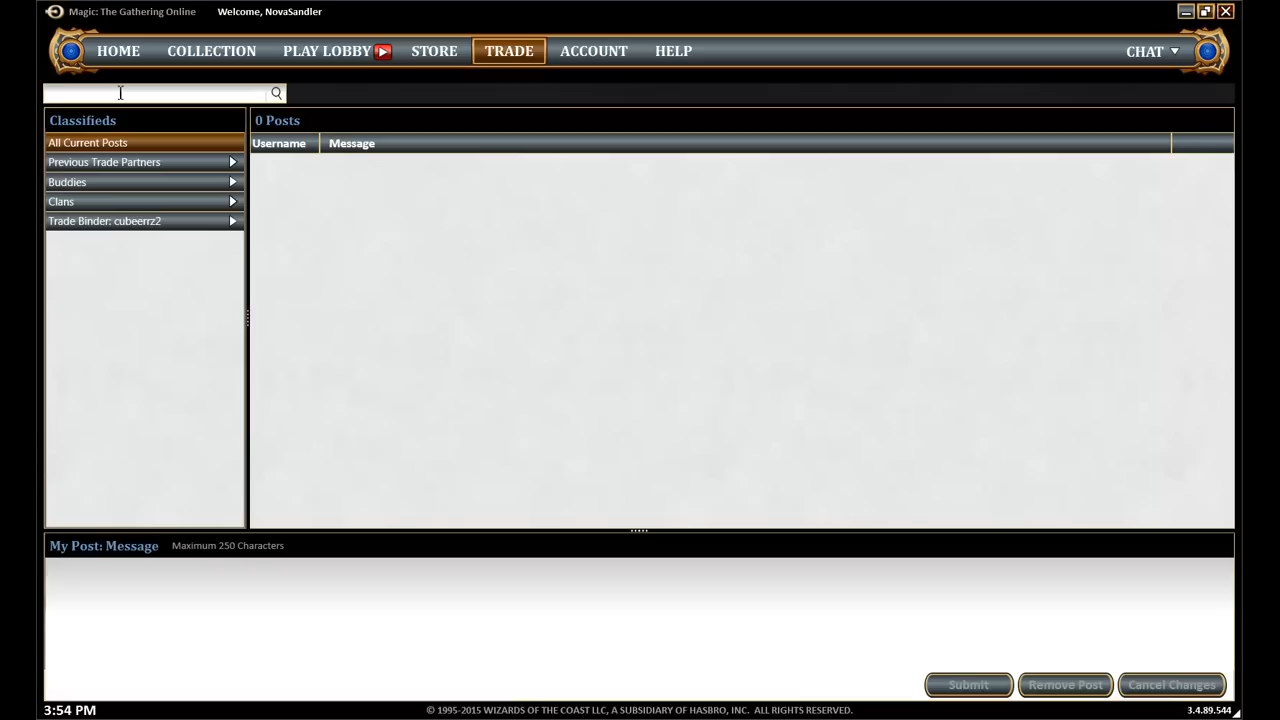 Magic: The Gathering Online Welcome, NovaSandler
HOME COLLECTION PLAY LOBBY STORE TRADE ACCOUNT HELP CHAT
Classifieds
All Current Posts
Previous Trade Partners
Buddies
Clans
Trade Binder: cubeerrz2
0 Posts
Username Message
My Post: Message Maximum 250 Characters
Submit Remove Post Cancel Changes
3:54 PM © 1995-2015 WIZARDS OF THE COAST LLC, A SUBSIDIARY OF HASBRO, INC. ALL RIGHTS RESERVED. 3.4.89.544